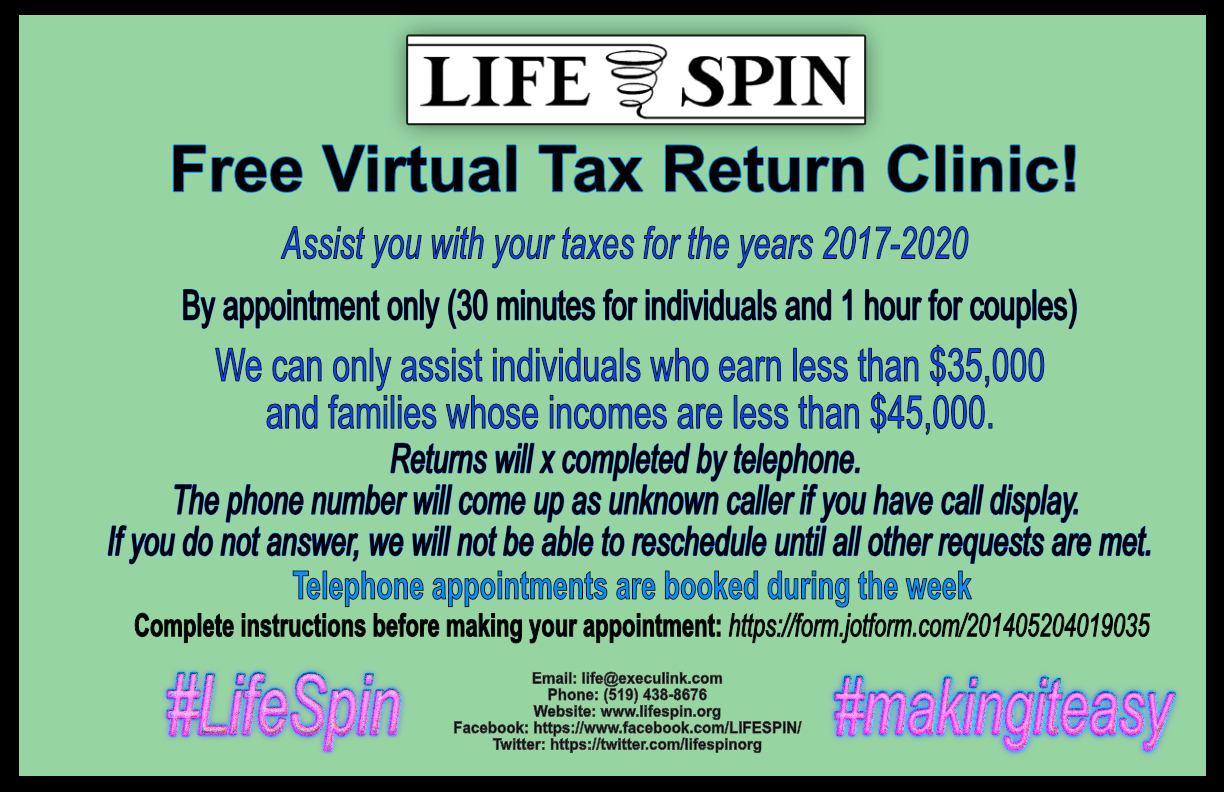 LIFE SPIN
Free Virtual Tax Return Clinic!
Assist you with your taxes for the years 2017-2020
By appointment only (30 minutes for individuals and 1 hour for couples)
We can only assist individuals who earn less than $35,000
and families whose incomes are less than $45,000.
Returns will x completed by telephone.
The phone number will come up as unknown caller if you have call display.
If you do not answer, we will not be able to reschedule until all other requests are met.
Telephone appointments are booked during the week
Complete instructions before making your appointment: https://form.jotform.com/201405204019035
#LifeSpin
Email: life@execulink.com
Phone: (519) 438-8676
Website: www.lifespin.org
Facebook: https://www.facebook.com/LIFESPIN/
Twitter: https://twitter.com/lifespinorg
#makingiteasy